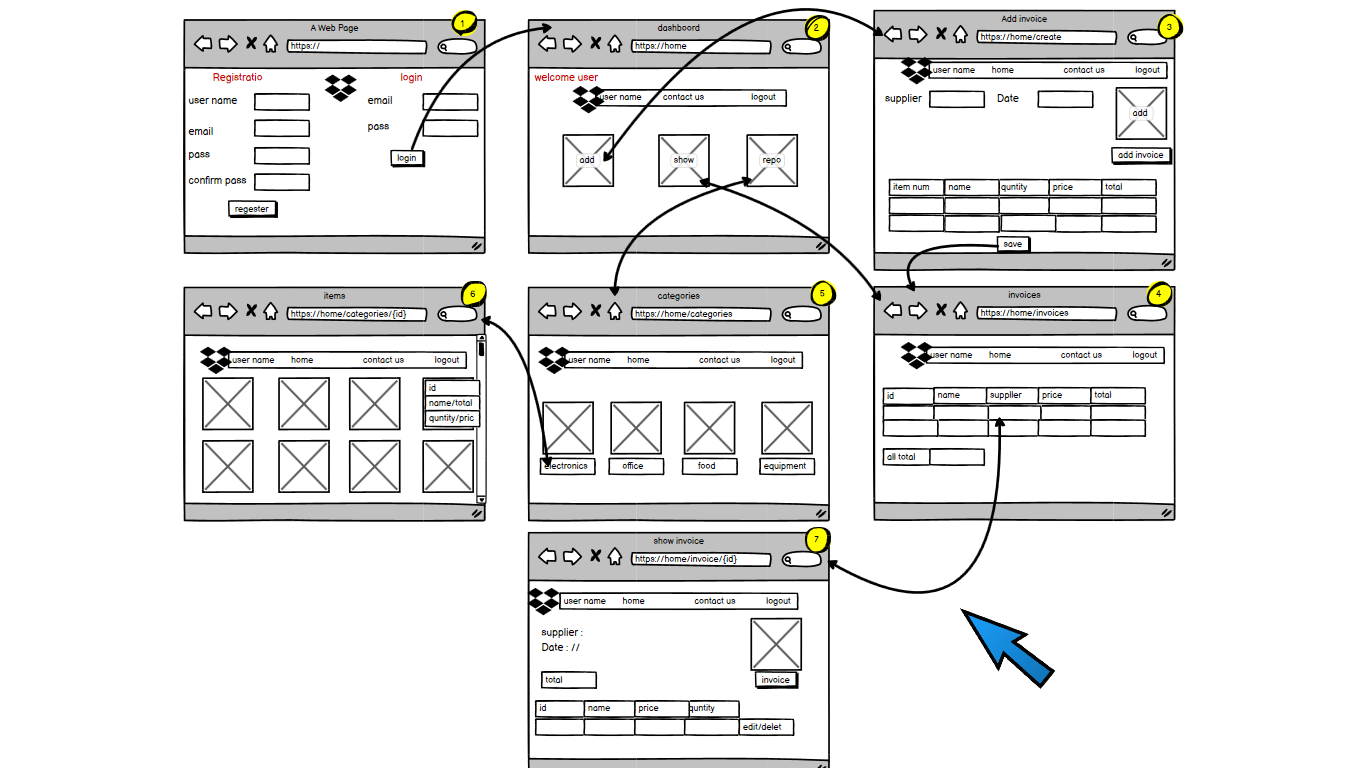 A Web Page
1
https://
Registratio
login
user name
email
email
pass
pass
confirm pass
login
regester
dashboord
2
https://home
welcome user
user name contact us logout
add
show
repo
Add invoice
3
https://home/create
user name home contact us logout
supplier
Date
add
add invoice
item num name quntity price total
save
items
6
https://home/categories/{id}
user name home contact us logout
id
name/total
quntity/pric
categories
5
https://home/categories
user name home contact us logout
electronics office food equipment
invoices
4
https://home/invoices
user name home contact us logout
id name suppller price total
all total
show invoice
7
https://home/invoice/{id}
user name home contact us logout
supplier :
Date : //
total
invoice
id name price quntity
edit/delet